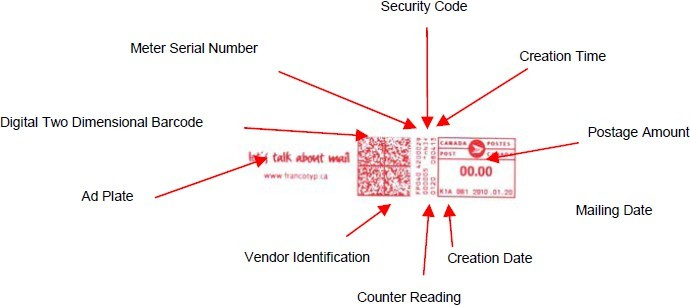 Security Code
Meter Serial Number
Creation Time
Digital Two Dimensional Barcode
Postage Amount
let's talk about mail
www.francotyp.ca
CANADA POSTES
POST
00.00
K1A 0B1 2010.01.20
Ad Plate
Mailing Date
Vendor Identification
Creation Date
Counter Reading